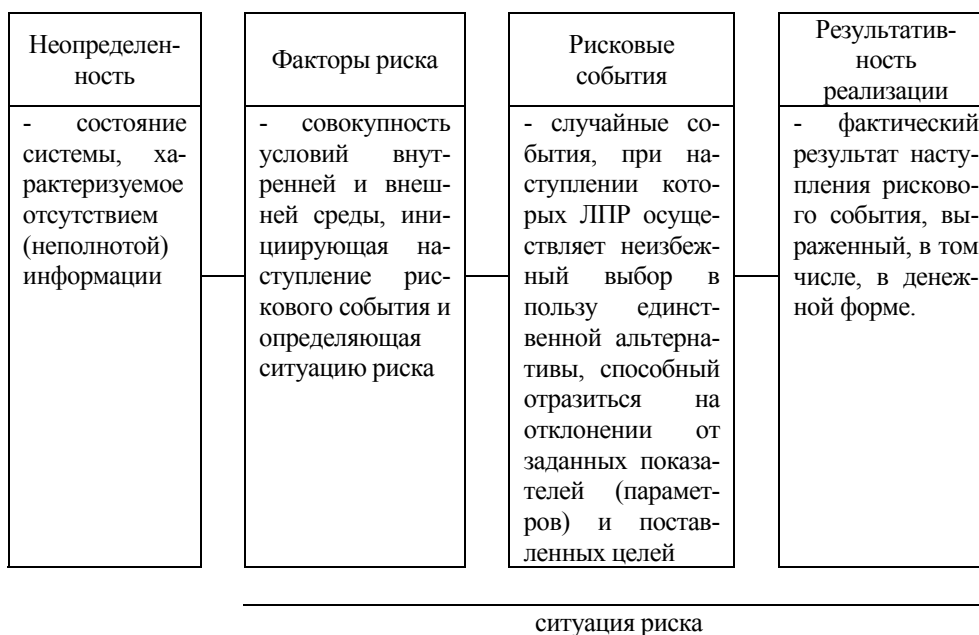 Неопределен-
ность
- состояние
системы, ха-
рактеризуемое
отсутствием
(неполнотой)
информации
Факторы риска
- совокупность
условий внут-
ренней и внеш-
ней среды, ини-
циирующая на-
ступление рис-
кового события и
определяющая
ситуацию риска
Рисковые
события
- случайные со-
бытия, при на-
ступлении кото-
рых ЛПР осуще-
ствляет неизбеж-
ный выбор в
пользу единст-
венной альтерна-
тивы, способный
отразиться на
отклонении от
заданных показа-
телей (парамет-
ров) и постав-
ленных целей
Результатив-
ность
реализации
- фактический
результат насту-
пления рисково-
го события, вы-
раженный, в том
числе, в денеж-
ной форме.
ситуация риска